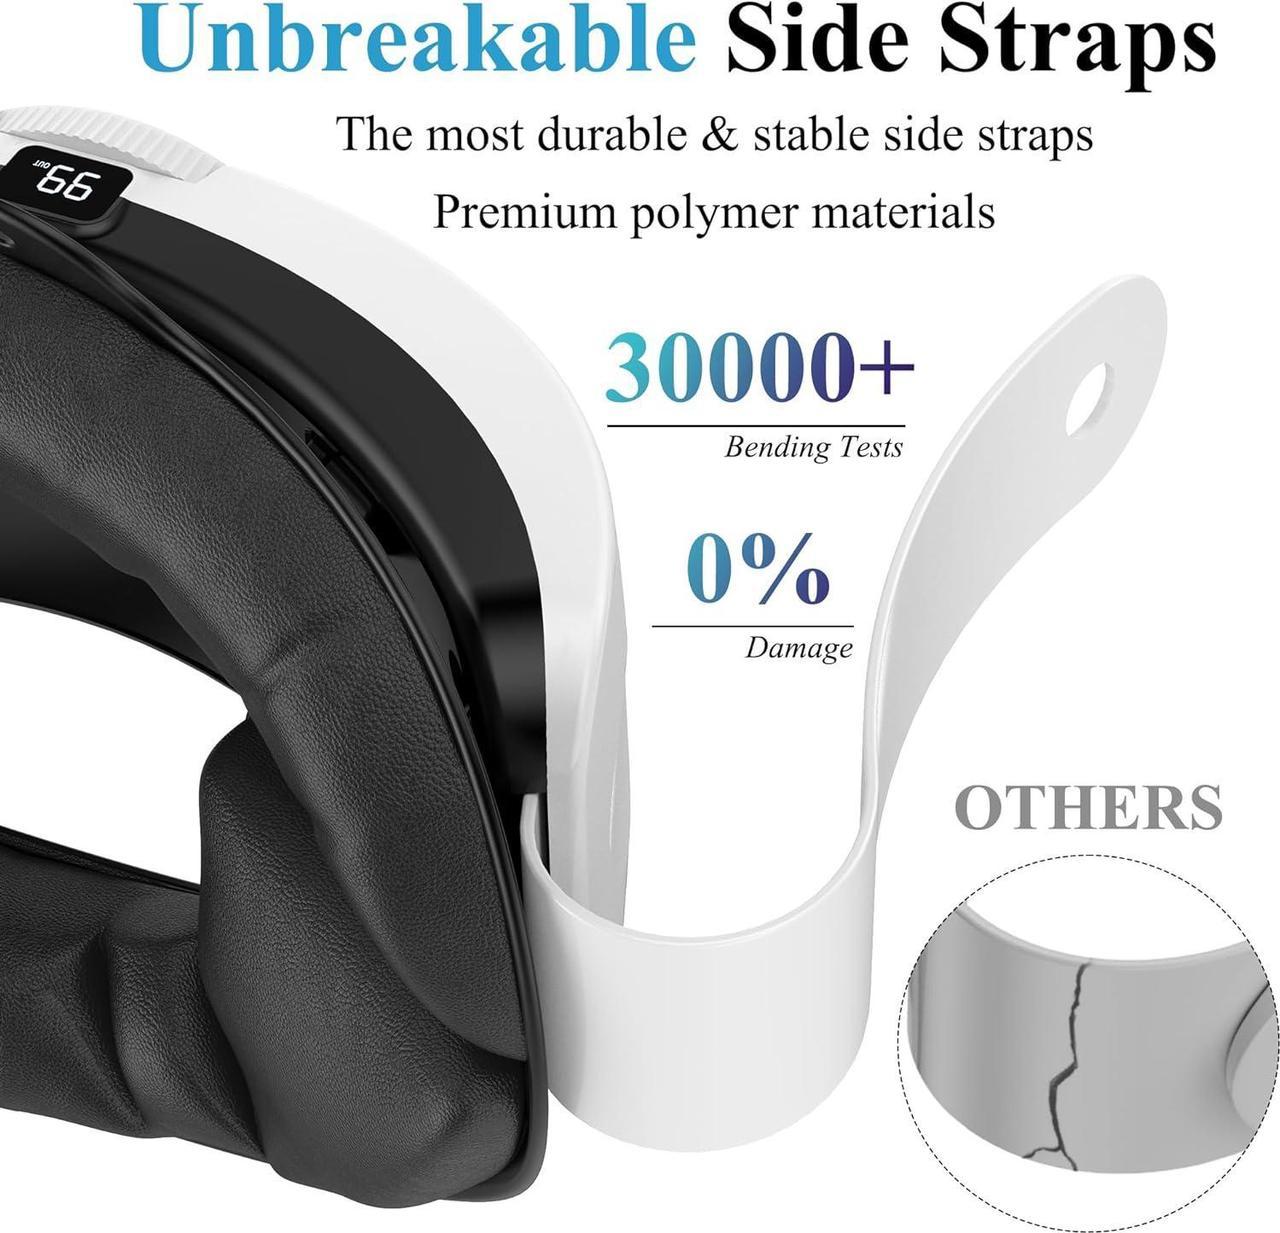 Unbreakable Side Straps
The most durable & stable side straps
Premium polymer materials
OUT
99
30000+
Bending Tests
0%
Damage
OTHERS